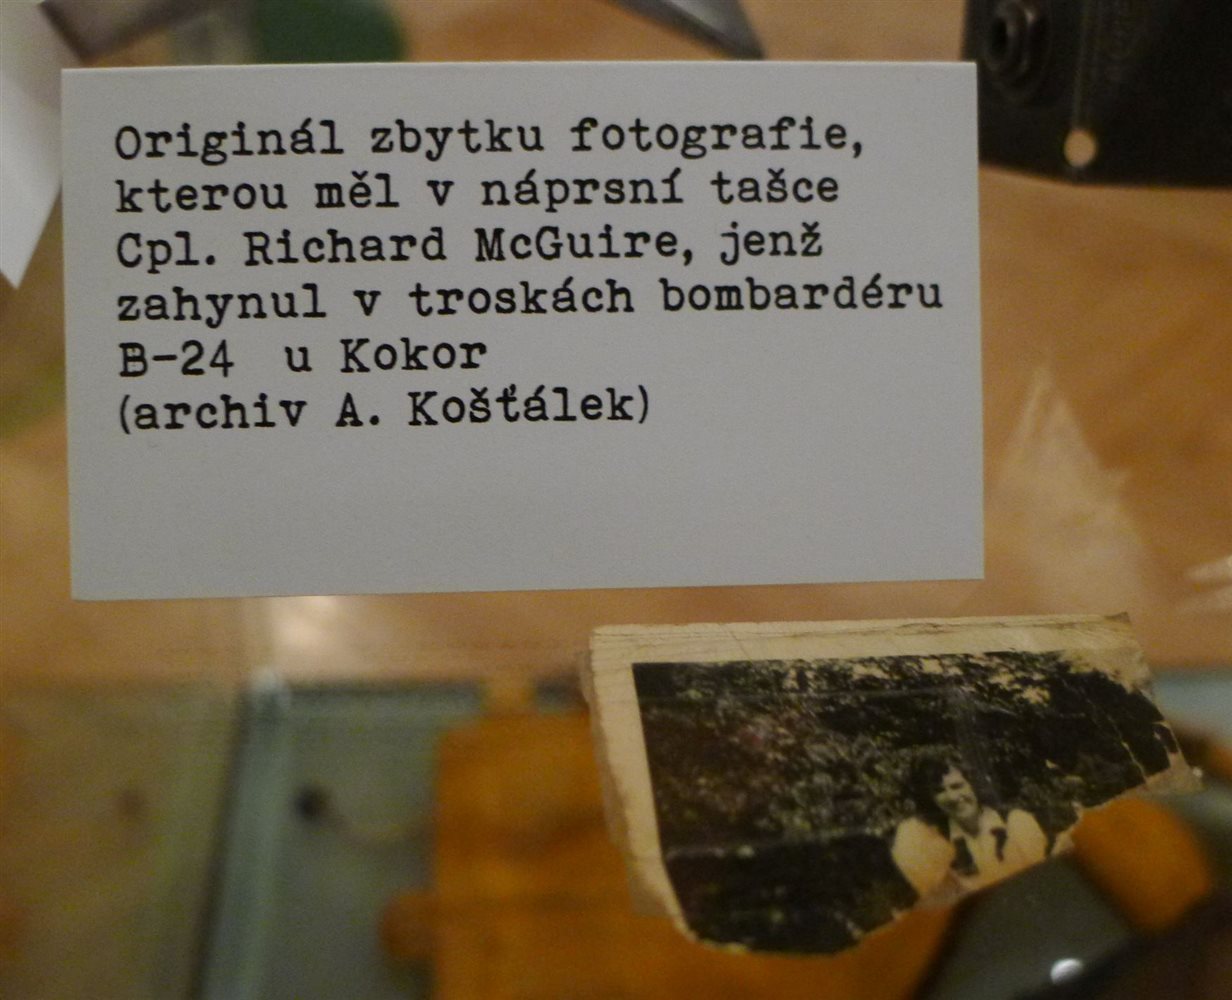 Originál zbytku fotografie,
kterou měl v náprsní tašce
Cpl. Richard McGuire, jenž
zahynul v troskách bombardéru
B-24 u Kokor
(archiv A. Košťálek)